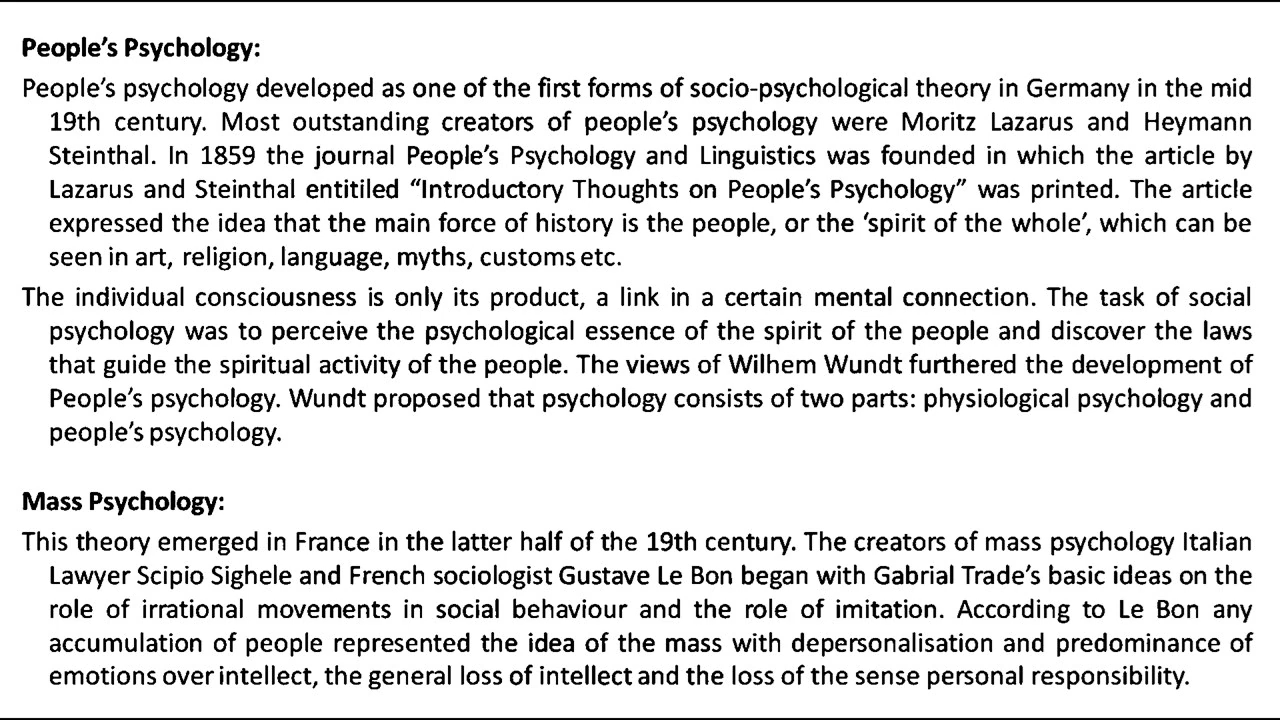 People’s Psychology:
People’s psychology developed as one of the first forms of socio-psychological theory in Germany in the mid
19th century. Most outstanding creators of people’s psychology were Moritz Lazarus and Heymann
Steinthal. In 1859 the journal People’s Psychology and Linguistics was founded in which the article by
Lazarus and Steinthal entitiled “Introductory Thoughts on People’s Psychology” was printed. The article
expressed the idea that the main force of history is the people, or the ‘spirit of the whole’, which can be
seen in art, religion, language, myths, customs etc.
The individual consciousness is only its product, a link in a certain mental connection. The task of social
psychology was to perceive the psychological essence of the spirit of the people and discover the laws
that guide the spiritual activity of the people. The views of Wilhem Wundt furthered the development of
People’s psychology. Wundt proposed that psychology consists of two parts: physiological psychology and
people’s psychology.
Mass Psychology:
This theory emerged in France in the latter half of the 19th century. The creators of mass psychology Italian
Lawyer Scipio Sighele and French sociologist Gustave Le Bon began with Gabrial Trade’s basic ideas on the
role of irrational movements in social behaviour and the role of imitation. According to Le Bon any
accumulation of people represented the idea of the mass with depersonalisation and predominance of
emotions over intellect, the general loss of intellect and the loss of the sense personal responsibility.